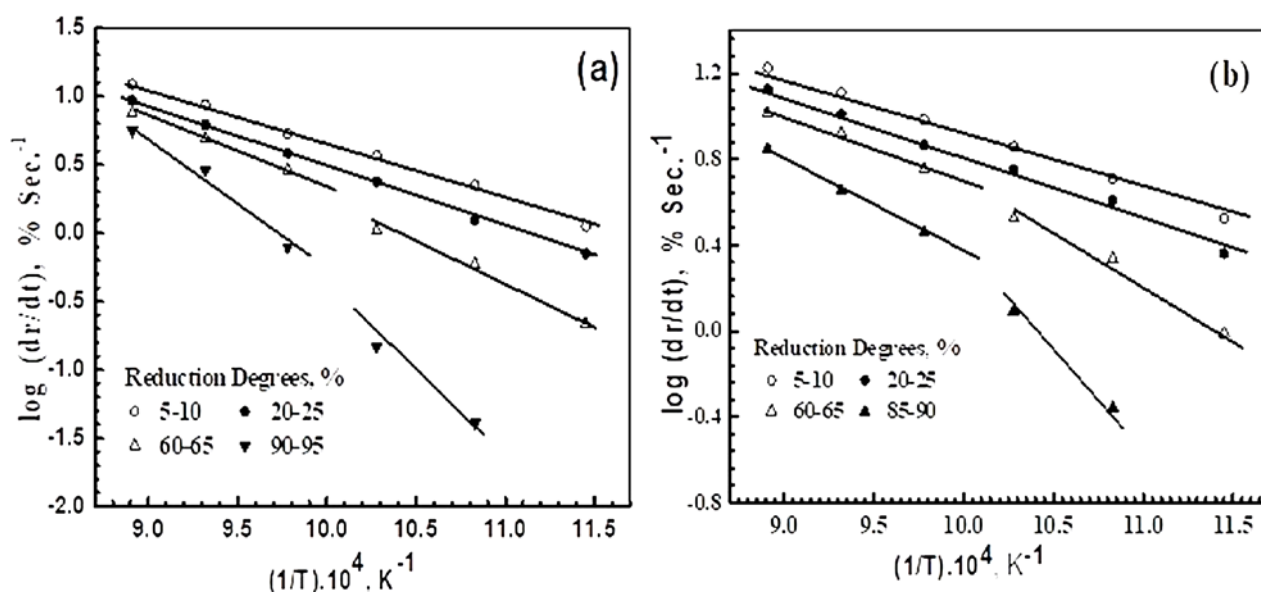 (a)
1.5
1.0
0.5
0.0
-0.5
-1.0
-1.5
-2.0
log (dr/dt), % Sec.-1
Reduction Degrees, %
5-10 20-25
60-65 90-95
9.0 9.5 10.0 10.5 11.0 11.5
(1/T).10^4, K-1
(b)
1.2
0.8
0.4
0.0
-0.4
-0.8
log (dr/dt), % Sec.-1
Reduction Degrees, %
5-10 20-25
60-65 85-90
9.0 9.5 10.0 10.5 11.0 11.5
(1/T).10^4, K-1